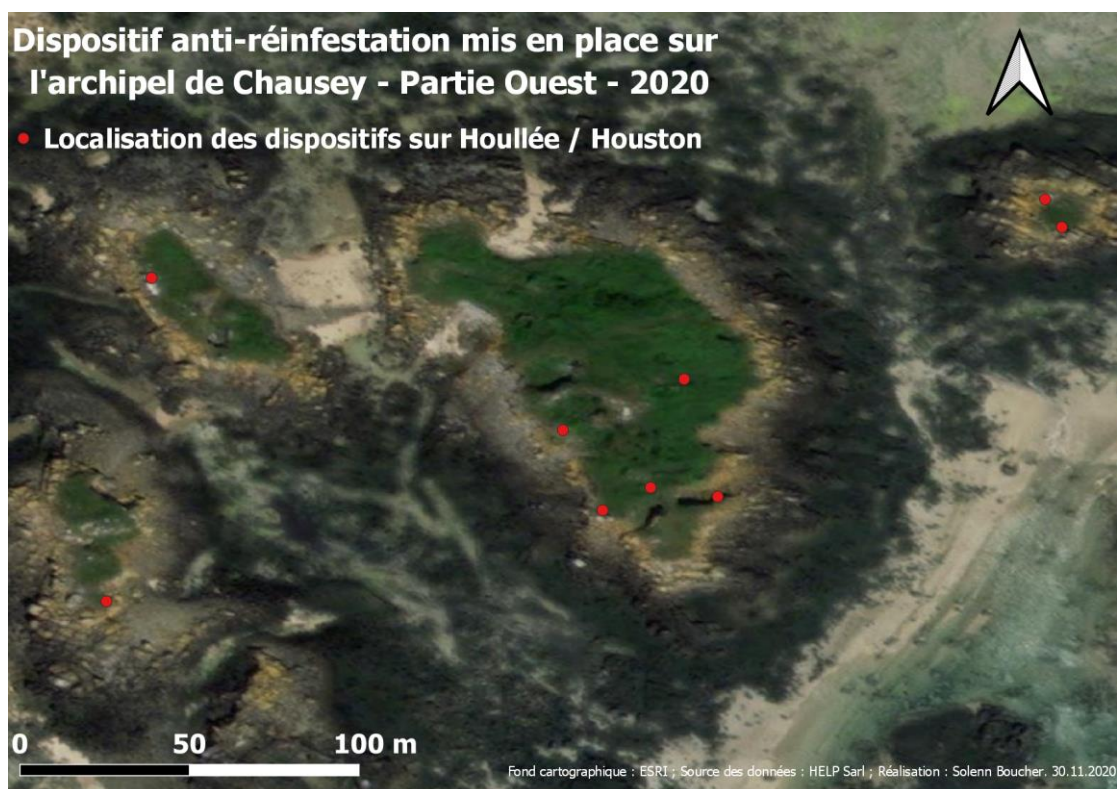 Dispositif anti-réinfestation mis en place sur
l'archipel de Chausey - Partie Ouest - 2020
Localisation des dispositifs sur Houllée / Houston
0 50 100 m
Fond cartographique : ESRI ; Source des données : HELP Sarl ; Réalisation : Solenn Boucher. 30.11.2020